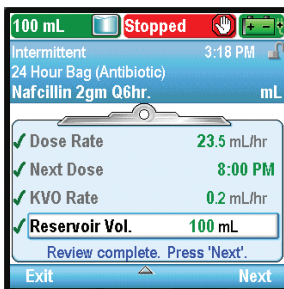 100 mL Stopped
Intermittent 3:18 PM
24 Hour Bag (Antibiotic)
Nafcillin 2gm Q6hr. mL
Dose Rate 23.5 mL/hr
Next Dose 8:00 PM
KVO Rate 0.2 mL/hr
Reservoir Vol. 100 mL
Review complete. Press 'Next'.
Exit Next